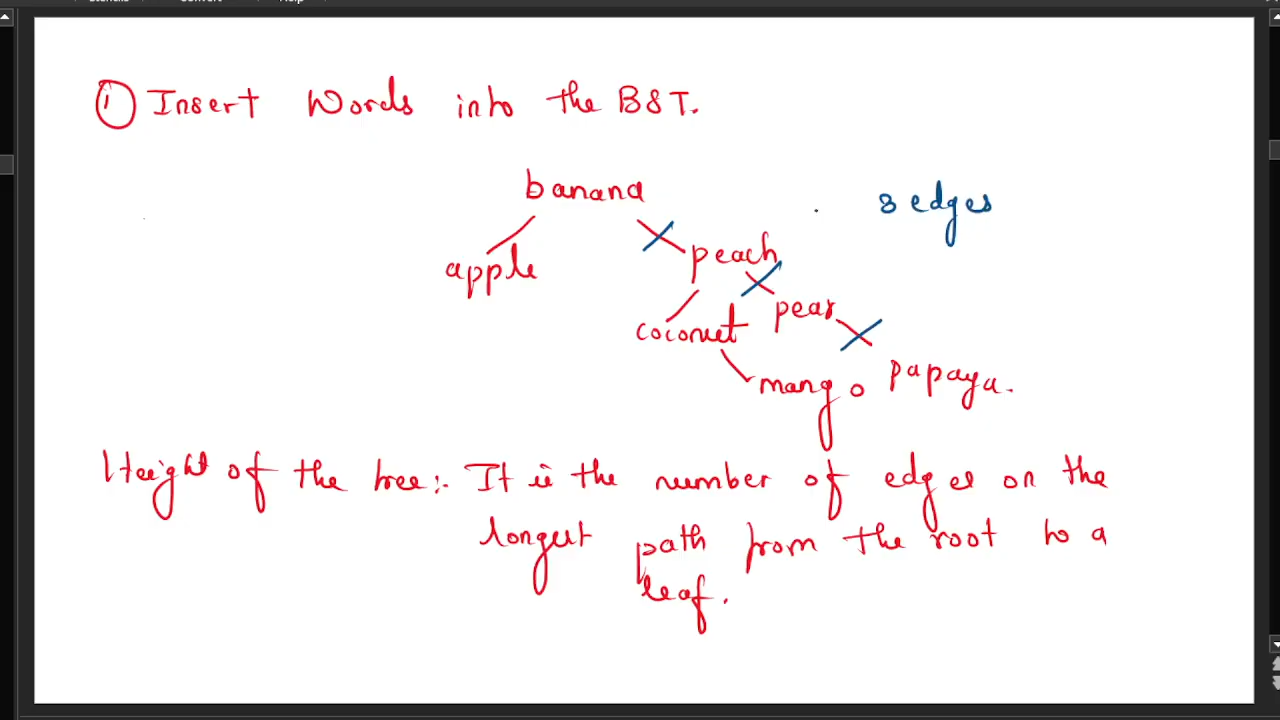 ① Insert Words into the BST.
banana
8 edges
apple
peach
coconut
pear
mango
papaya.
Height of the tree:- It is the number of edges on the
longest path from the root to a
leaf.